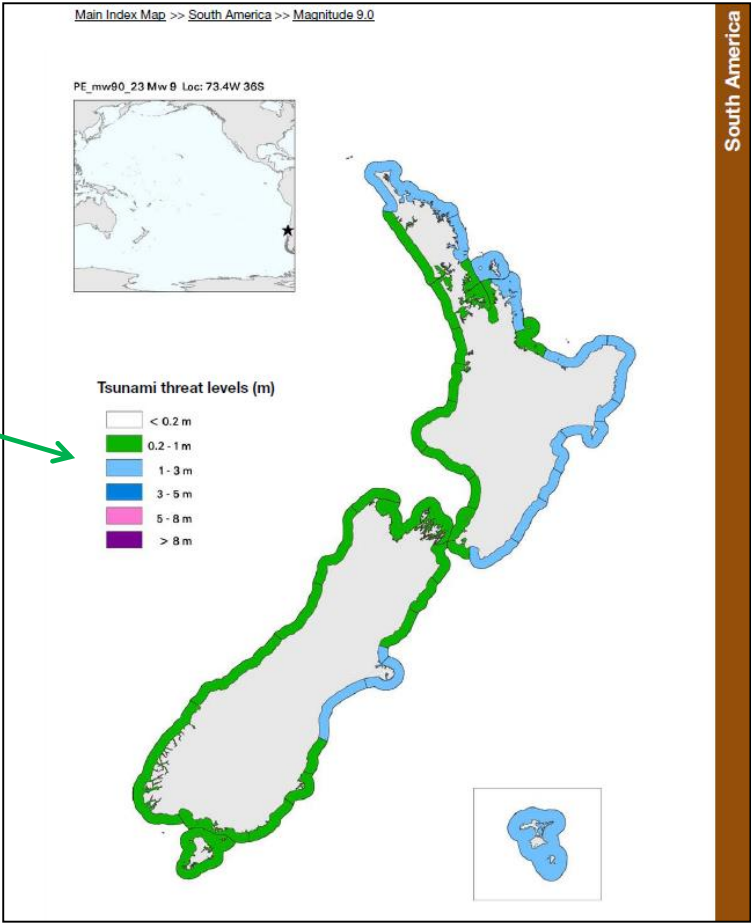 Main Index Map >> South America >> Magnitude 9.0
South America
PE_mw90_23 Mw 9 Loc: 73.4W 36S
Tsunami threat levels (m)
< 0.2 m
0.2 - 1 m
1 - 3 m
3 - 5 m
5 - 8 m
> 8 m